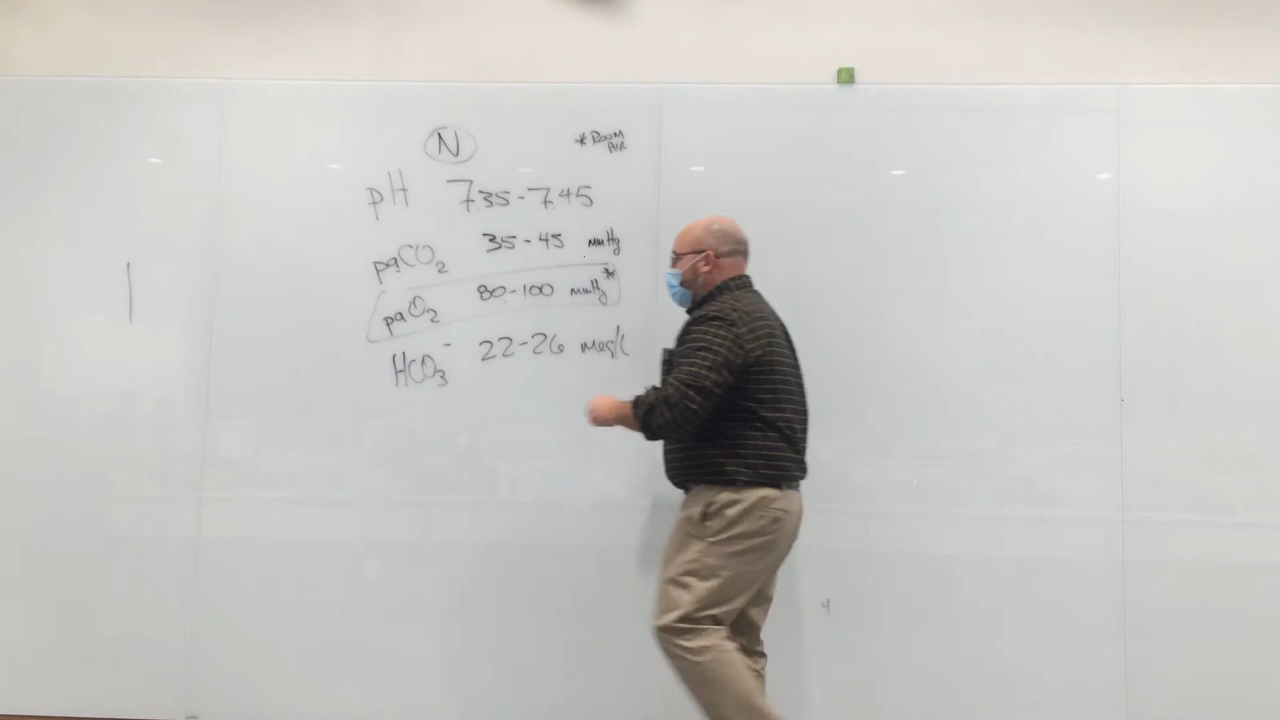 N
* ROOM
AIR
pH 7.35-7.45
paCO2 35-45 mmHg
paO2 80-100 mmHg*
HCO3⁻ 22-26 meq/L
4